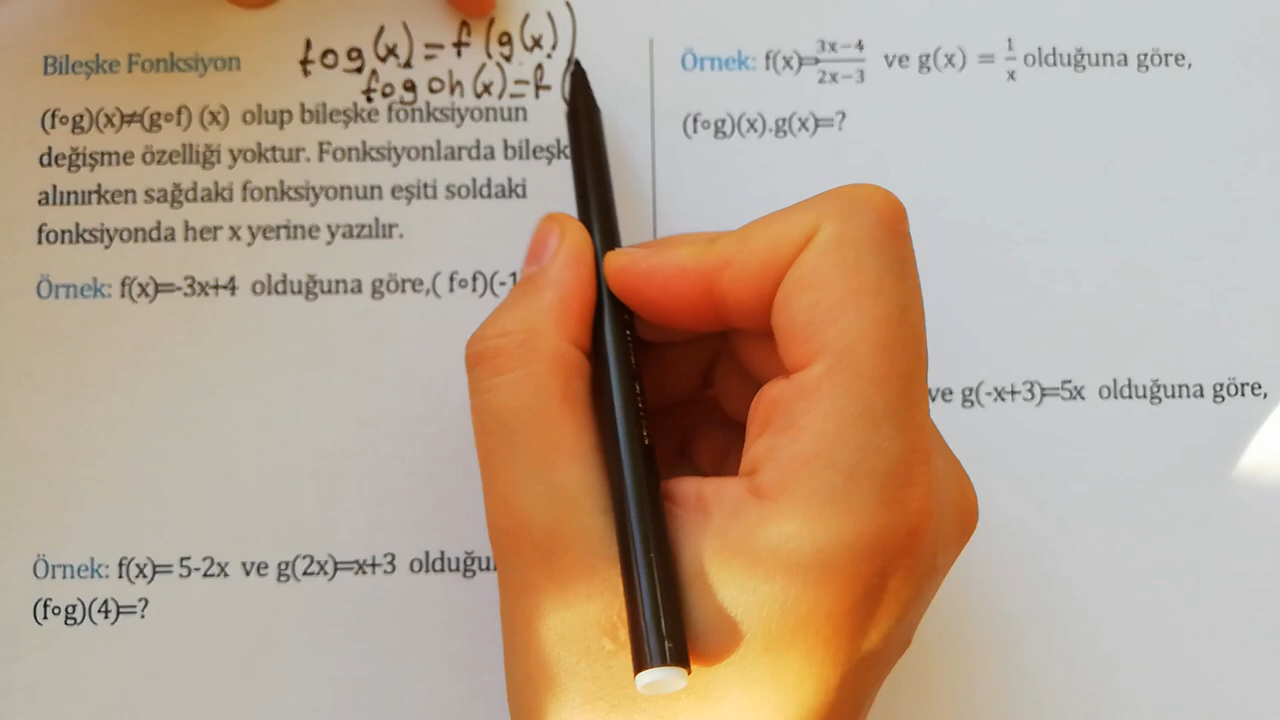 Bileşke Fonksiyon
fog(x)=f(g(x))
fogoh(x)=f(
(f∘g)(x)≠(g∘f) (x) olup bileşke fonksiyonun
değişme özelliği yoktur. Fonksiyonlarda bileşk
alınırken sağdaki fonksiyonun eşiti soldaki
fonksiyonda her x yerine yazılır.
Örnek: f(x)=-3x+4 olduğuna göre,( f∘f)(-1
Örnek: f(x)= 5-2x ve g(2x)=x+3 olduğu
(f∘g)(4)=?
Örnek: f(x)=\frac{3x-4}{2x-3} ve g(x) = \frac{1}{x} olduğuna göre,
(f∘g)(x).g(x)=?
ve g(-x+3)=5x olduğuna göre,